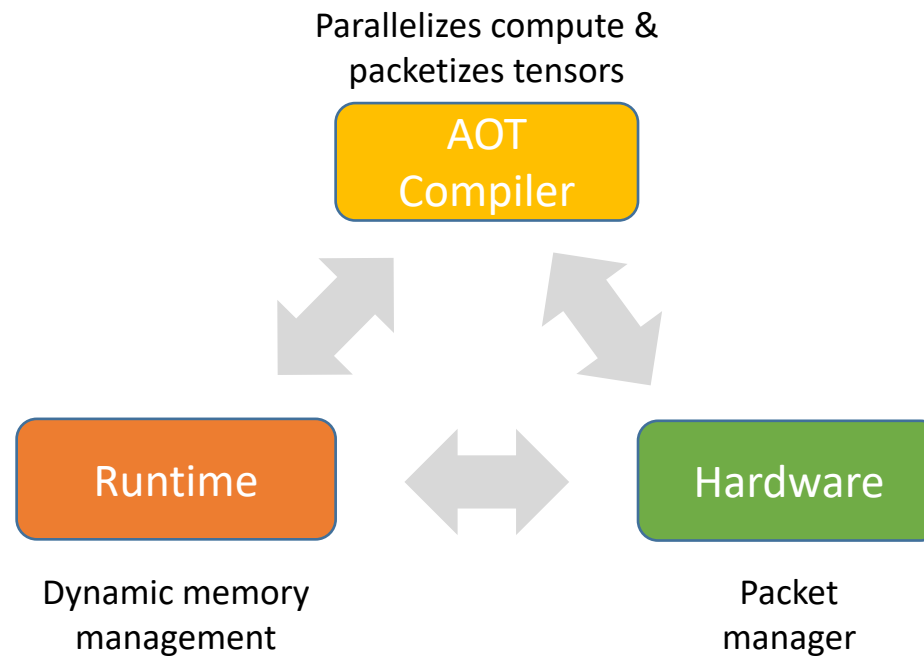 Parallelizes compute &
packetizes tensors
AOT
Compiler
Runtime
Hardware
Dynamic memory
management
Packet
manager